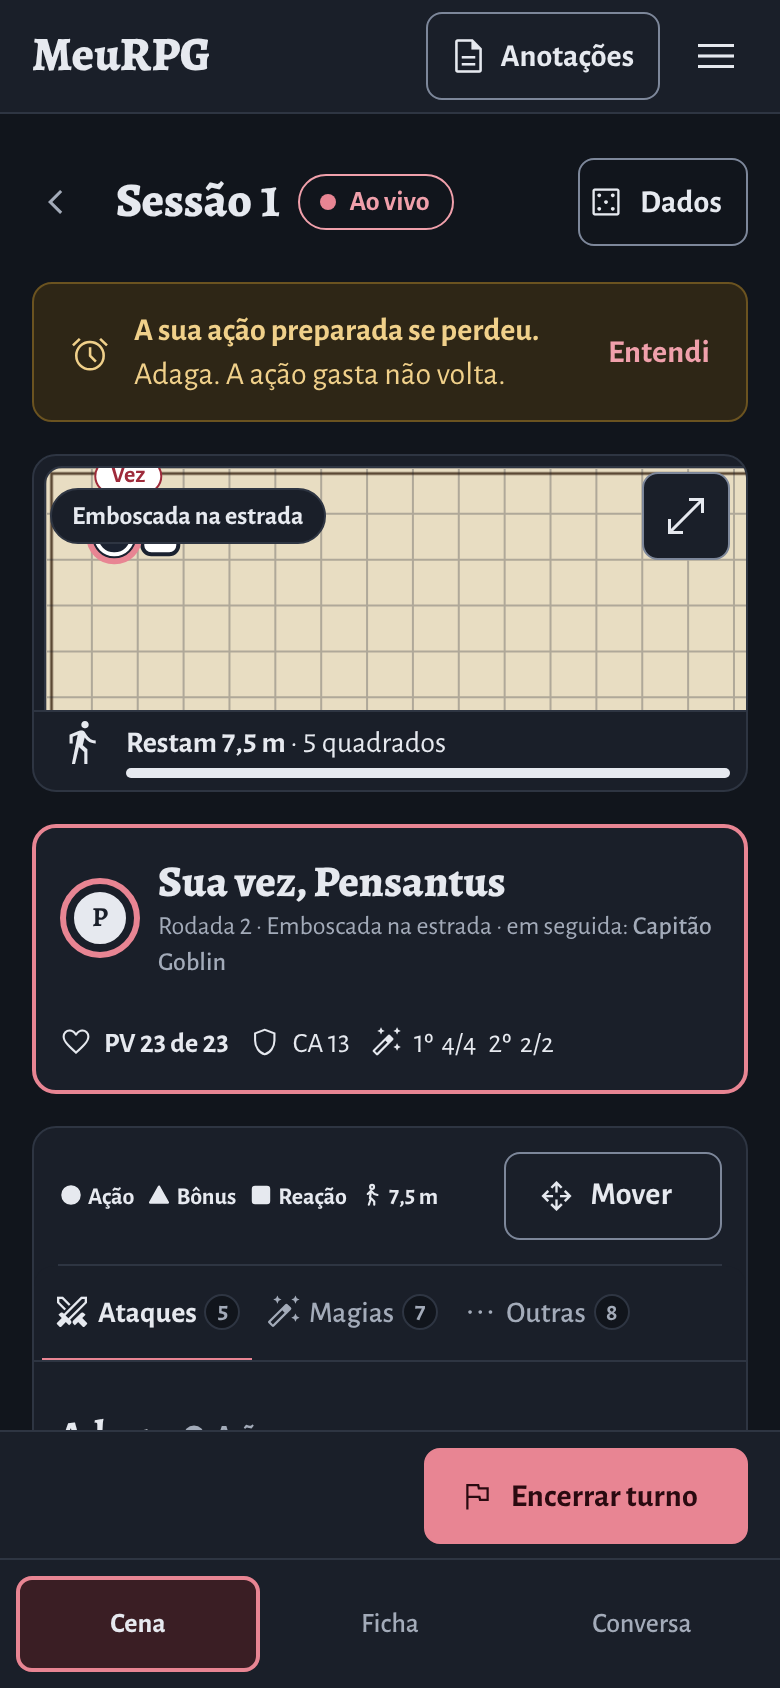 MeuRPG
Anotações
Sessão 1
Ao vivo
Dados
A sua ação preparada se perdeu.
Adaga. A ação gasta não volta.
Entendi
Vez
Emboscada na estrada
Restam 7,5 m · 5 quadrados
P
Sua vez, Pensantus
Rodada 2 · Emboscada na estrada · em seguida: Capitão
Goblin
PV 23 de 23
CA 13
1º 4/4 2º 2/2
Ação
Bônus
Reação
7,5 m
Mover
Ataques 5
Magias 7
Outras 8
Encerrar turno
Cena
Ficha
Conversa